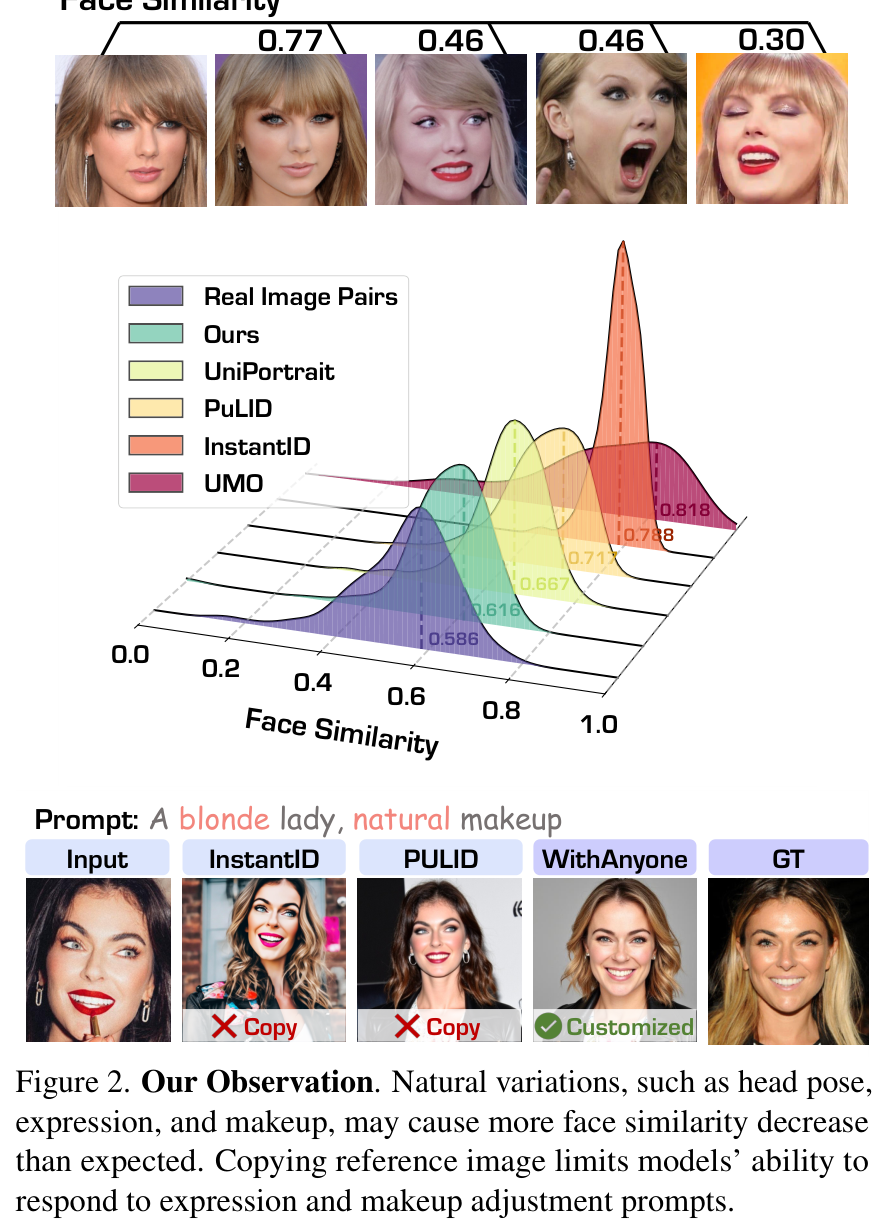 Face Similarity
0.77
0.46
0.46
0.30
Real Image Pairs
Ours
UniPortrait
PuLID
InstantID
UMO
0.818
0.788
0.717
0.667
0.616
0.586
0.0
0.2
0.4
0.6
0.8
1.0
Face Similarity
Prompt: A blonde lady, natural makeup
Input
InstantID
PULID
WithAnyone
GT
Copy
Copy
Customized
Figure 2. Our Observation. Natural variations, such as head pose,
expression, and makeup, may cause more face similarity decrease
than expected. Copying reference image limits models' ability to
respond to expression and makeup adjustment prompts.